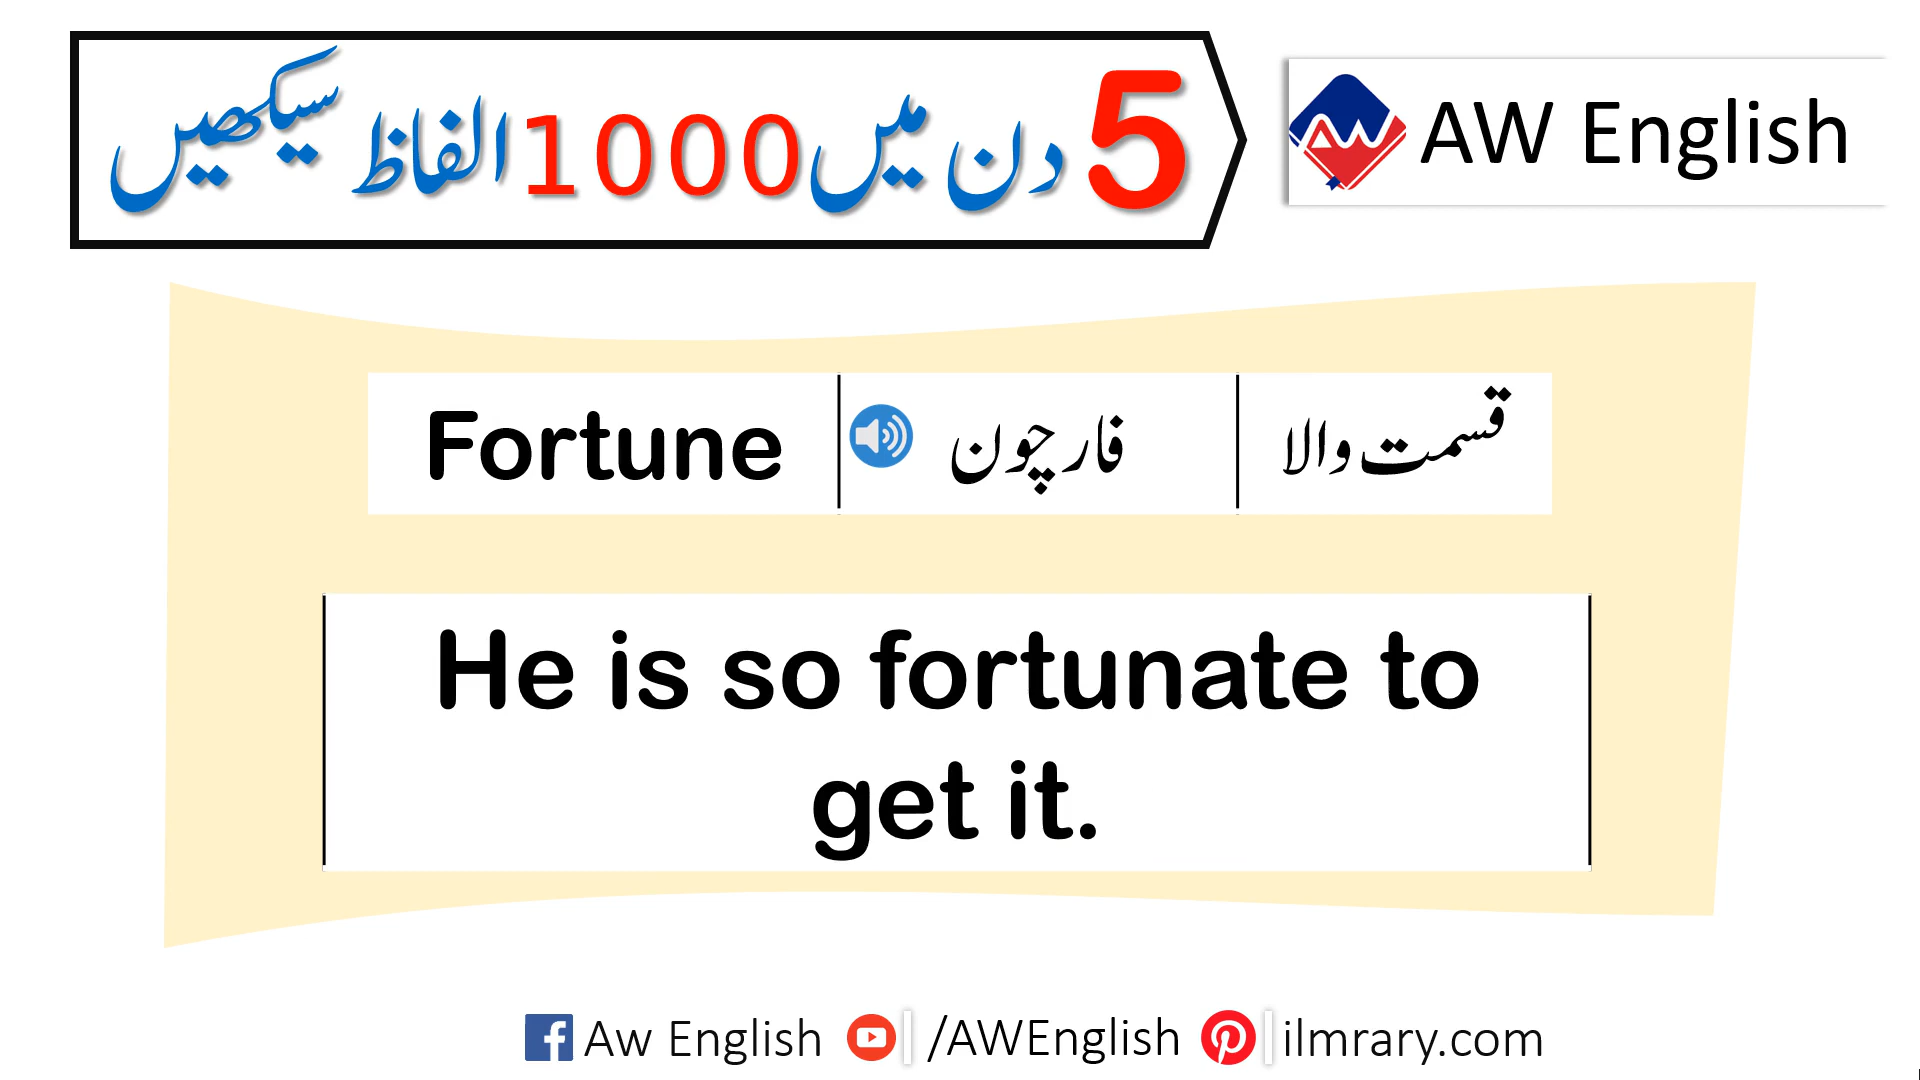 5 دن میں 1000 الفاظ سیکھیں
AW English
Fortune فارچون قسمت والا
He is so fortunate to
get it.
Aw English /AWEnglish ilmrary.com